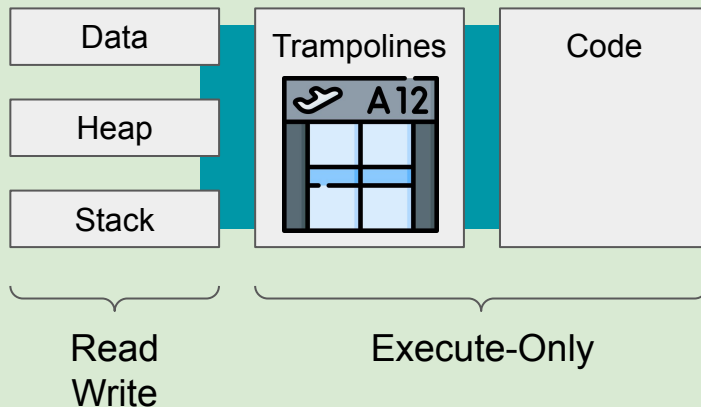 Data
Trampolines
Code
A12
Heap
Stack
Read
Write
Execute-Only